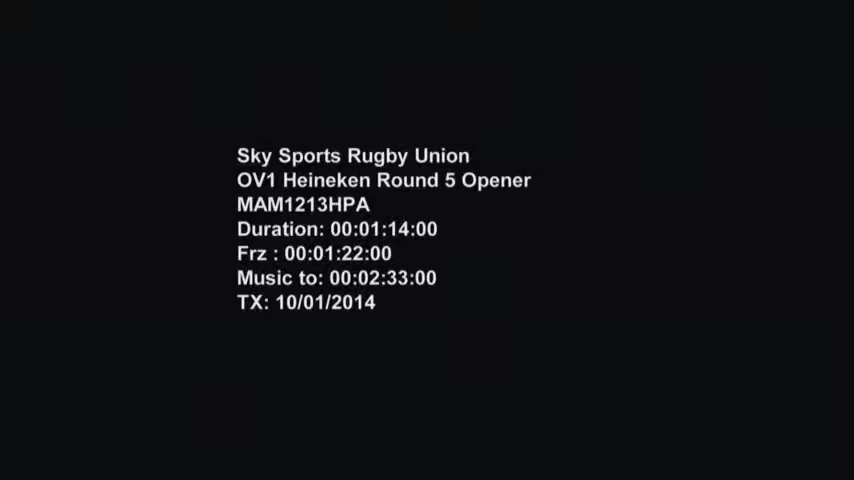 Sky Sports Rugby Union
OV1 Heineken Round 5 Opener
MAM1213HPA
Duration: 00:01:14:00
Frz : 00:01:22:00
Music to: 00:02:33:00
TX: 10/01/2014